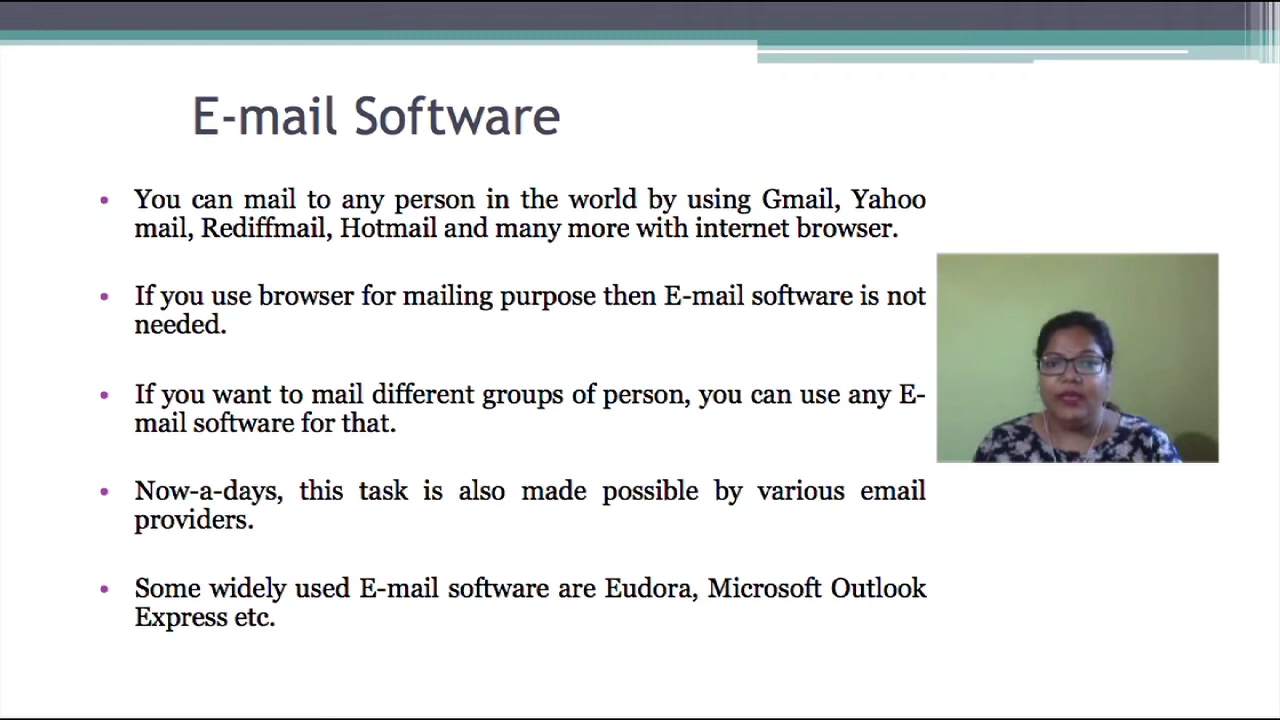 E-mail Software
• You can mail to any person in the world by using Gmail, Yahoo
mail, Rediffmail, Hotmail and many more with internet browser.
• If you use browser for mailing purpose then E-mail software is not
needed.
• If you want to mail different groups of person, you can use any E-
mail software for that.
• Now-a-days, this task is also made possible by various email
providers.
• Some widely used E-mail software are Eudora, Microsoft Outlook
Express etc.